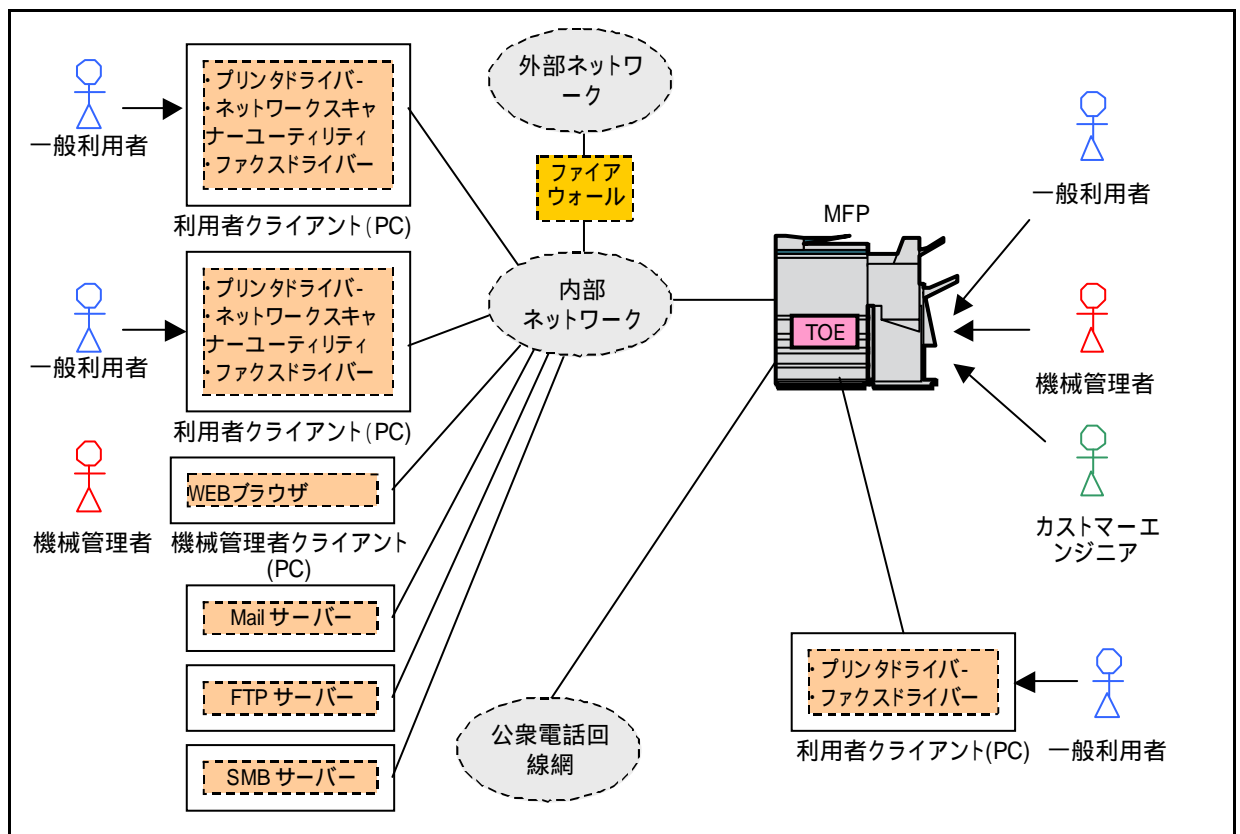 外部ネットワ
ーク
ファイア
ウォール
内部
ネットワーク
一般利用者
・プリンタドライバ-
・ネットワークスキャ
ナーユーティリティ
・ファクスドライバー
利用者クライアント(PC)
一般利用者
・プリンタドライバ-
・ネットワークスキャ
ナーユーティリティ
・ファクスドライバー
利用者クライアント(PC)
機械管理者
WEBブラウザ
機械管理者クライアント
(PC)
Mail サーバー
FTP サーバー
SMB サーバー
公衆電話回
線網
MFP
TOE
一般利用者
機械管理者
カストマーエ
ンジニア
・プリンタドライバ-
・ファクスドライバー
利用者クライアント(PC)
一般利用者